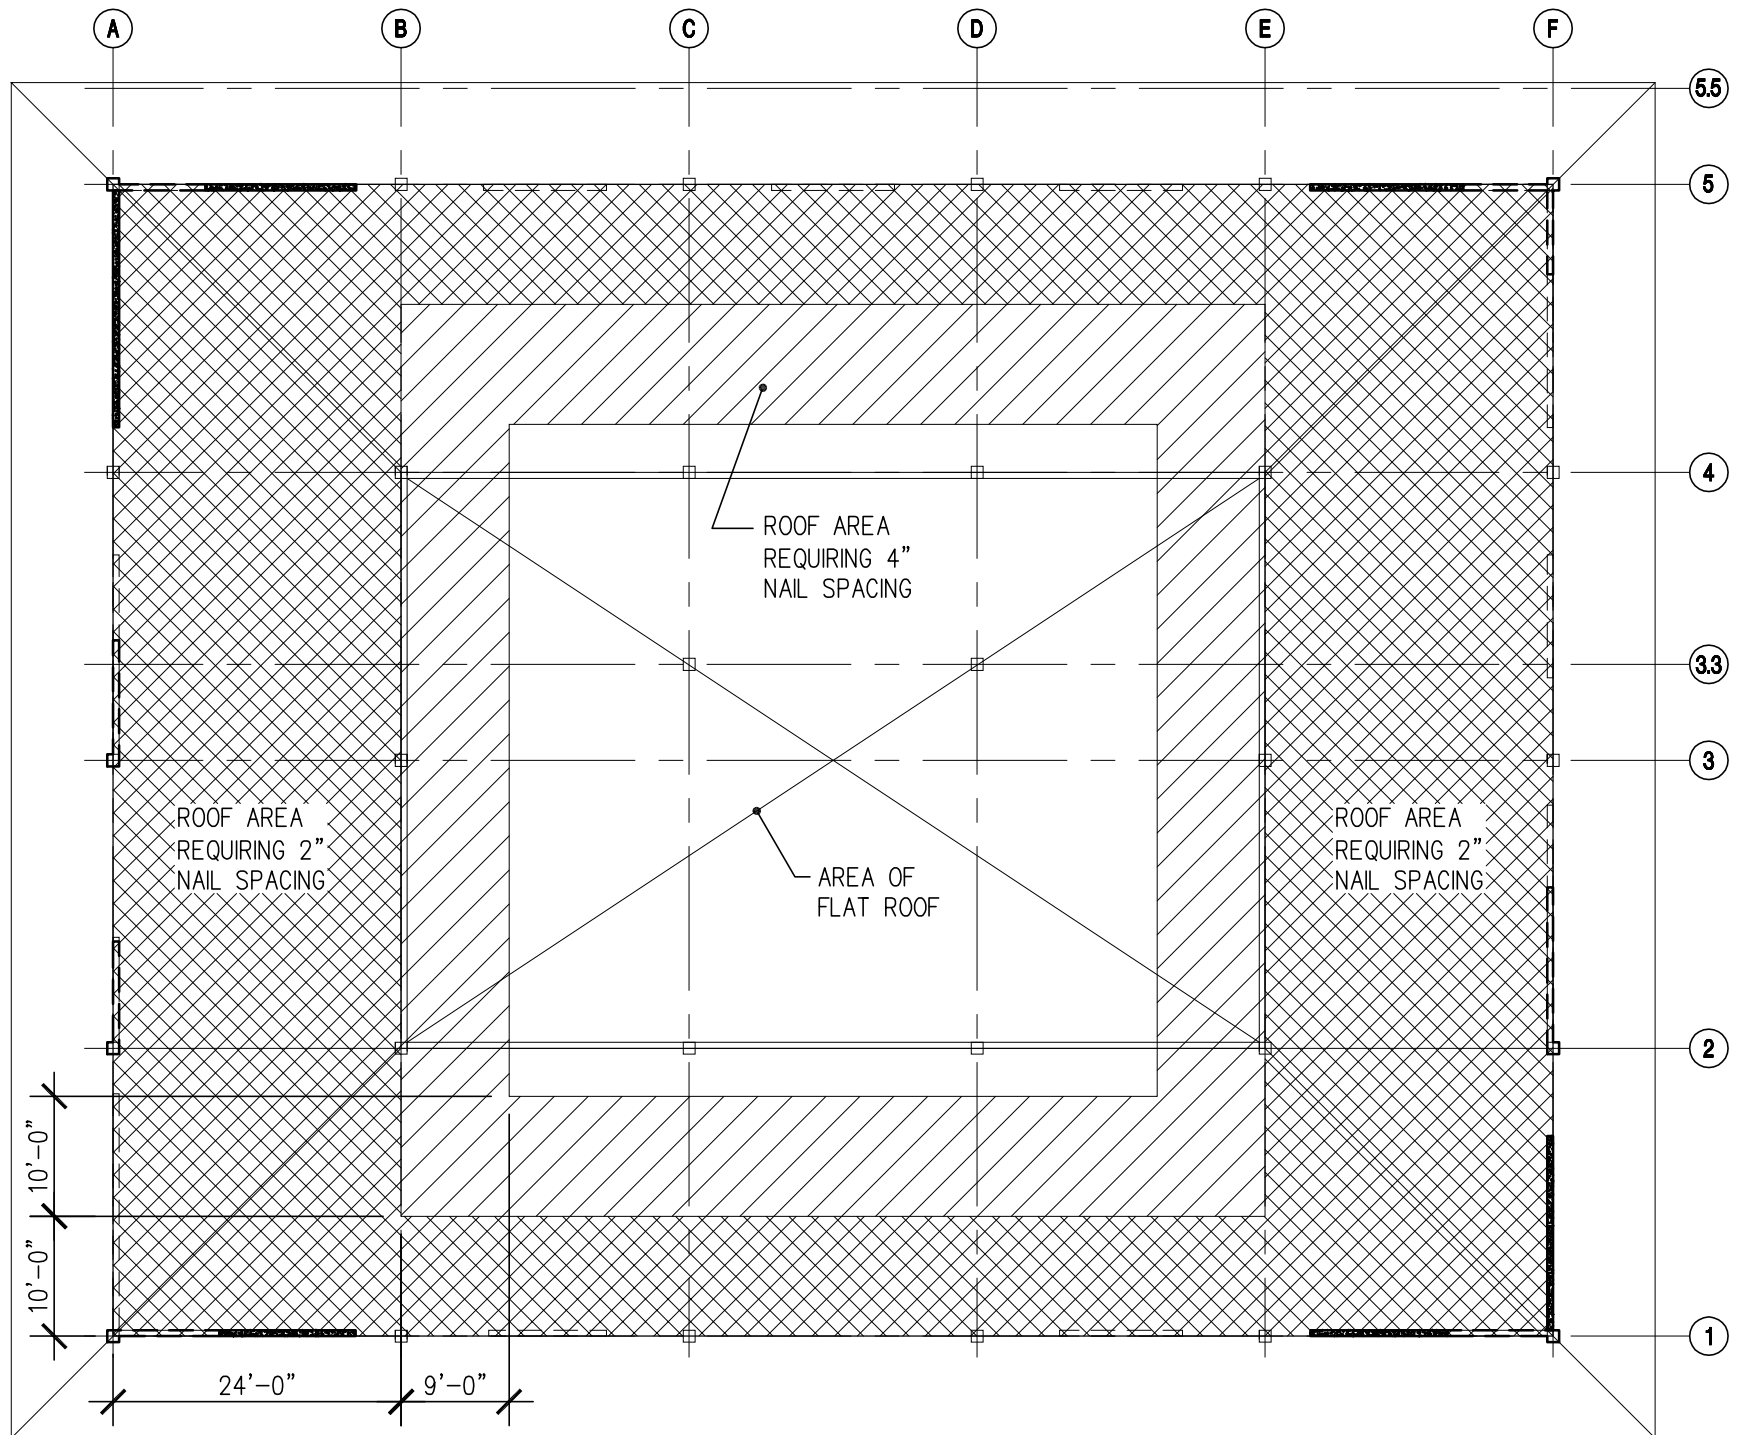 A B C D E F
5.5
5
4
ROOF AREA
REQUIRING 4”
NAIL SPACING
3.3
3
ROOF AREA
REQUIRING 2”
NAIL SPACING
ROOF AREA
REQUIRING 2”
NAIL SPACING
AREA OF
FLAT ROOF
2
10’-0”
10’-0”
1
24’-0” 9’-0”